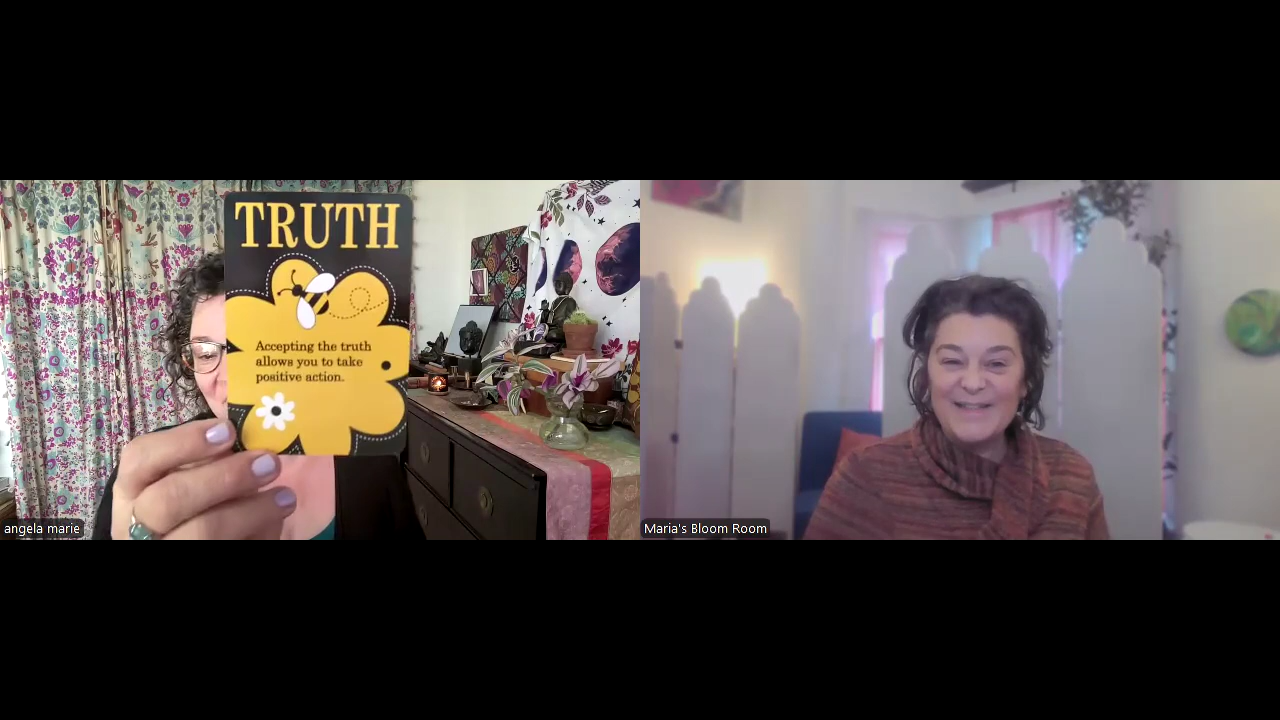 TRUTH
Accepting the truth
allows you to take
positive action.
angela marie
Maria's Bloom Room